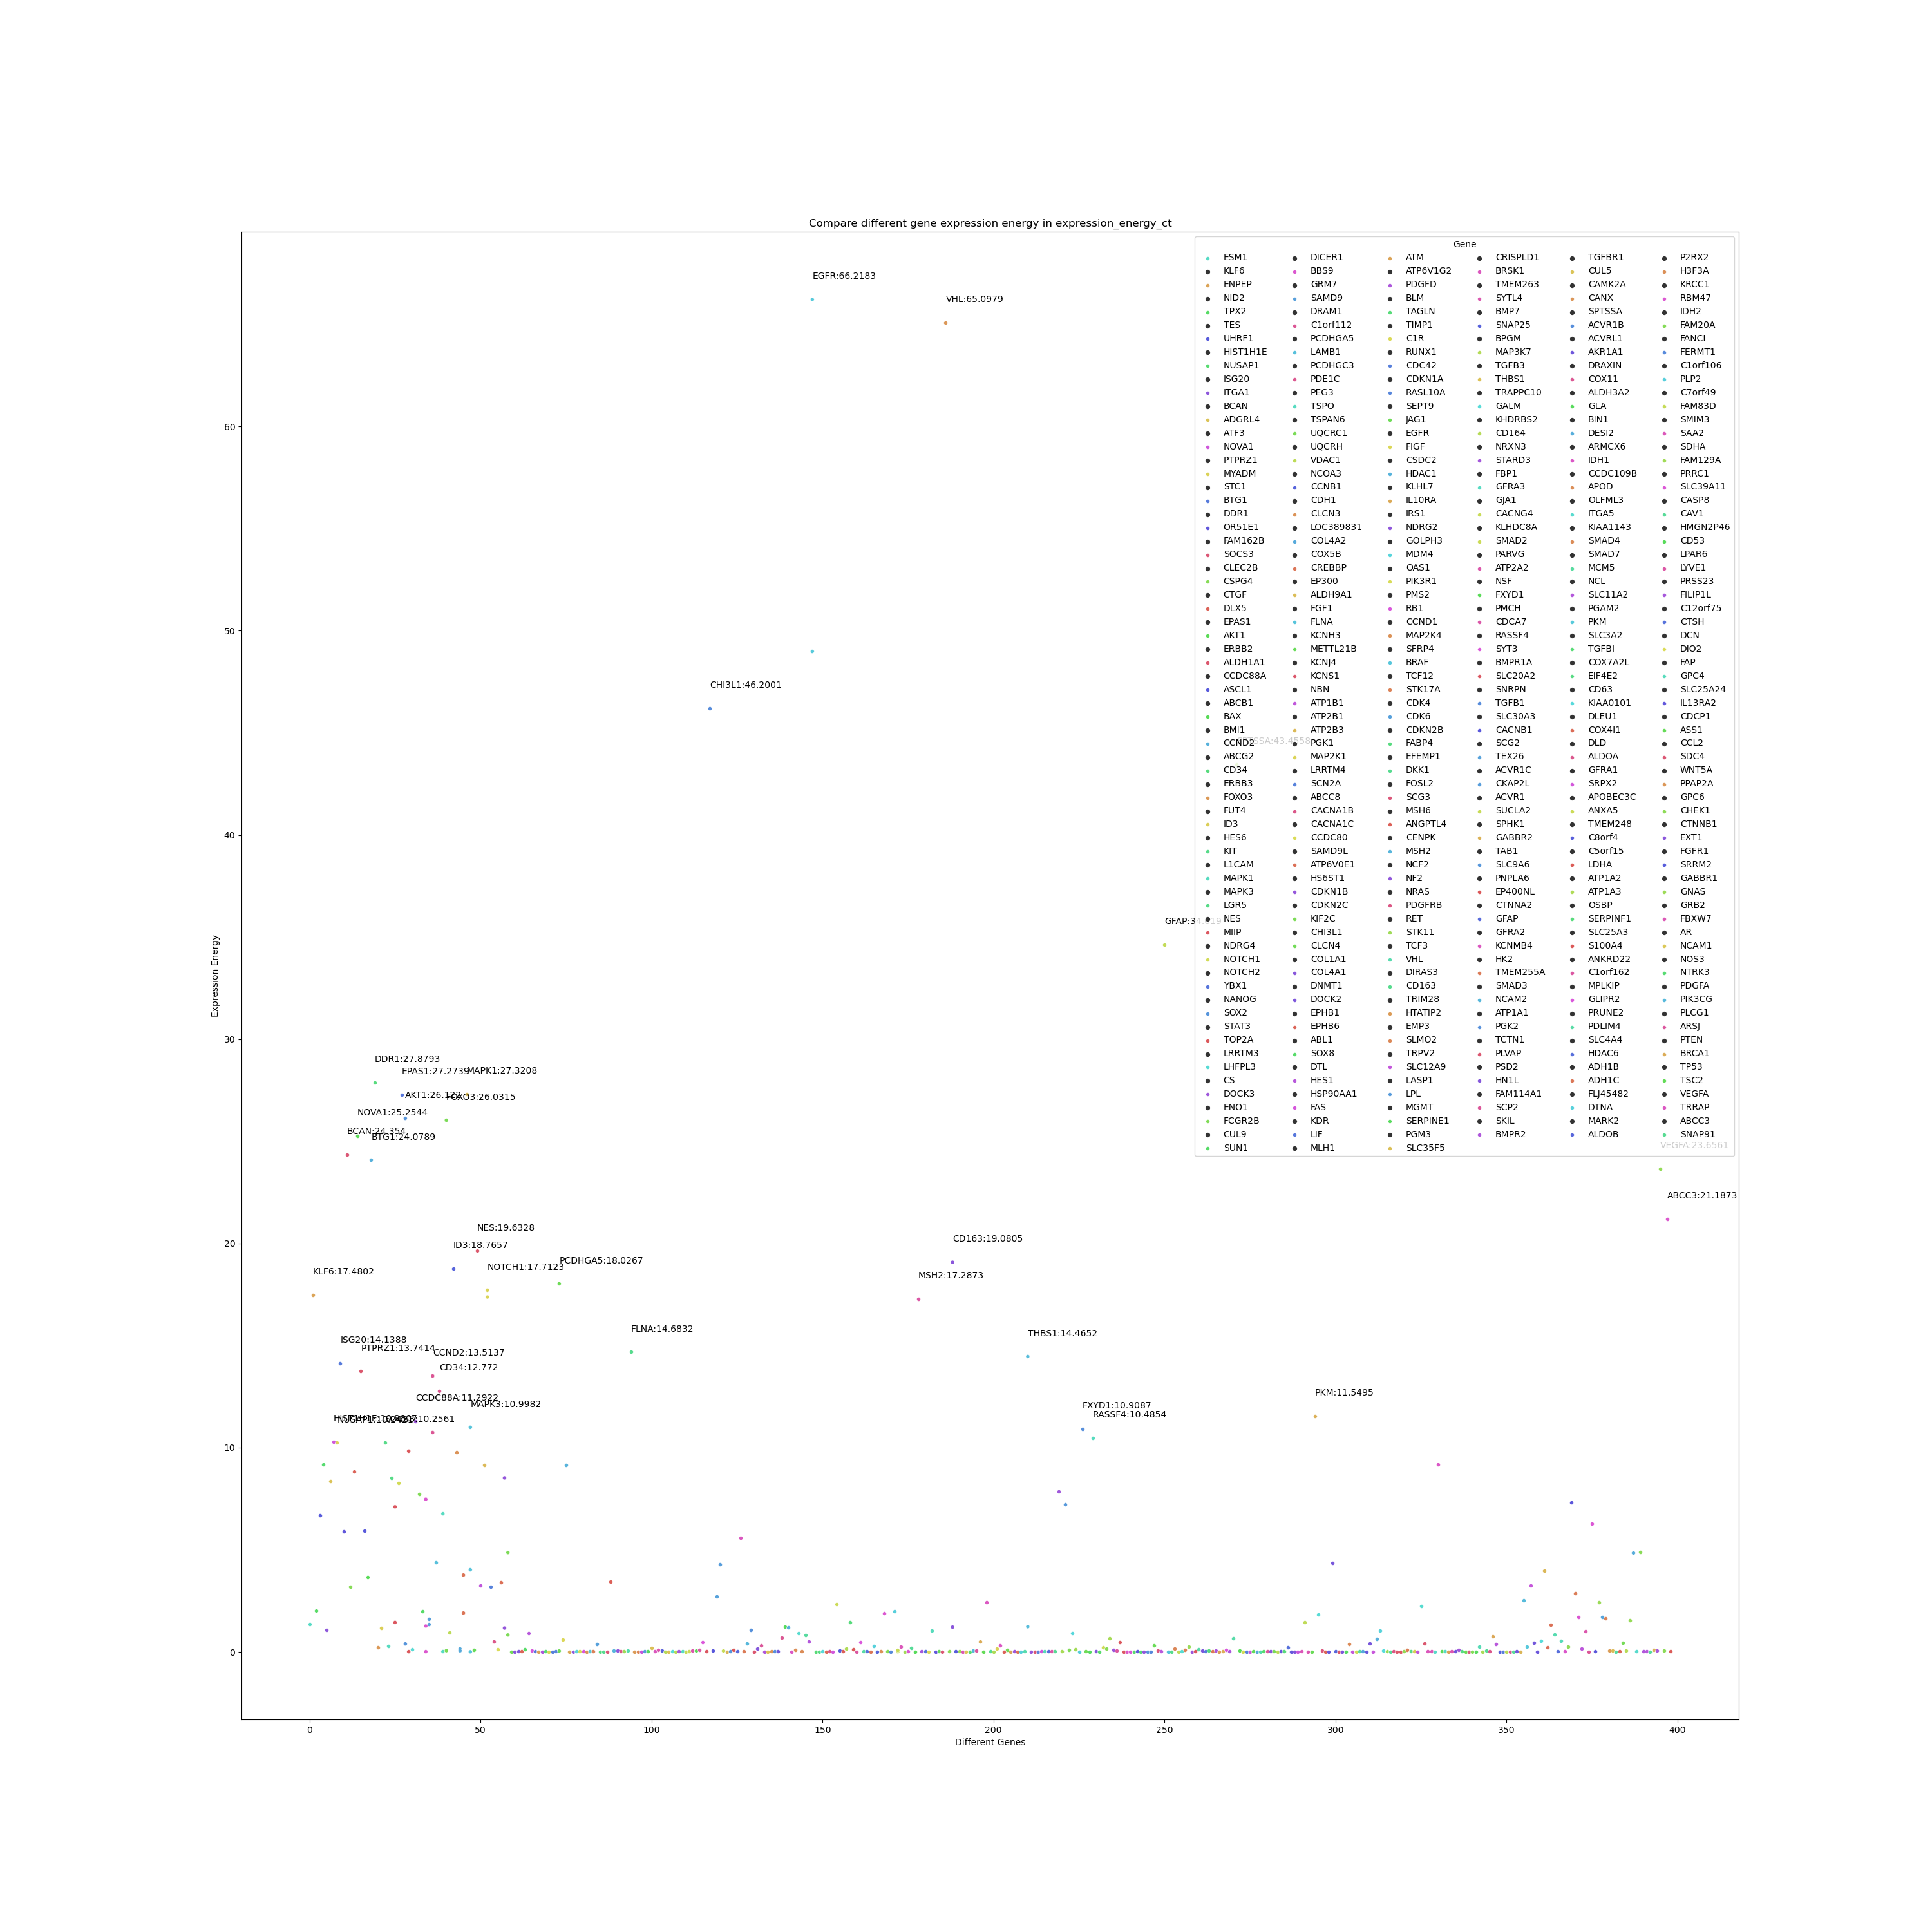 Compare different gene expression energy in expression_energy_ct
Gene
ESM1 DICER1 ATM CRISPLD1 TGFBR1 P2RX2
KLF6 BBS9 ATP6V1G2 BRSK1 CUL5 H3F3A
ENPEP GRM7 PDGFD TMEM263 CAMK2A KRCC1
NID2 SAMD9 BLM SYTL4 CANX RBM47
TPX2 DRAM1 TAGLN BMP7 SPTSSA IDH2
TES C1orf112 TIMP1 SNAP25 ACVR1B FAM20A
UHRF1 PCDHGA5 C1R BPGM ACVRL1 FANCI
HIST1H1E LAMB1 RUNX1 MAP3K7 AKR1A1 FERMT1
NUSAP1 PCDHGC3 CDC42 TGFB3 DRAXIN C1orf106
ISG20 PDE1C CDKN1A THBS1 COX11 PLP2
ITGA1 PEG3 RASL10A TRAPPC10 ALDH3A2 C7orf49
BCAN TSPO SEPT9 GALM GLA FAM83D
ADGRL4 TSPAN6 JAG1 KHDRBS2 BIN1 SMIM3
ATF3 UQCRC1 EGFR CD164 DESI2 SAA2
NOVA1 UQCRH FIGF NRXN3 ARMCX6 SDHA
PTPRZ1 VDAC1 CSDC2 STARD3 IDH1 FAM129A
MYADM NCOA3 HDAC1 FBP1 CCDC109B PRRC1
STC1 CCNB1 KLHL7 GFRA3 APOD SLC39A11
BTG1 CDH1 IL10RA GJA1 OLFML3 CASP8
DDR1 CLCN3 IRS1 CACNG4 ITGA5 CAV1
OR51E1 LOC389831 NDRG2 KLHDC8A KIAA1143 HMGN2P46
FAM162B COL4A2 GOLPH3 SMAD2 SMAD4 CD53
SOCS3 COX5B MDM4 PARVG SMAD7 LPAR6
CLEC2B CREBBP OAS1 ATP2A2 MCM5 LYVE1
CSPG4 EP300 PIK3R1 NSF NCL PRSS23
CTGF ALDH9A1 PMS2 FXYD1 SLC11A2 FILIP1L
DLX5 FGF1 RB1 PMCH PGAM2 C12orf75
EPAS1 FLNA CCND1 CDCA7 PKM CTSH
AKT1 KCNH3 MAP2K4 RASSF4 SLC3A2 DCN
ERBB2 METTL21B SFRP4 SYT3 TGFBI DIO2
ALDH1A1 KCNJ4 BRAF BMPR1A COX7A2L FAP
CCDC88A KCNS1 TCF12 SLC20A2 EIF4E2 GPC4
ASCL1 NBN STK17A SNRPN CD63 SLC25A24
ABCB1 ATP1B1 CDK4 TGFB1 KIAA0101 IL13RA2
BAX ATP2B1 CDK6 SLC30A3 DLEU1 CDCP1
BMI1 ATP2B3 CDKN2B CACNB1 COX4I1 ASS1
CCND2 PGK1 FABP4 SCG2 DLD CCL2
ABCG2 MAP2K1 EFEMP1 TEX26 ALDOA SDC4
CD34 LRRTM4 DKK1 ACVR1C GFRA1 WNT5A
ERBB3 SCN2A FOSL2 CKAP2L SRPX2 PPAP2A
FOXO3 ABCC8 SCG3 ACVR1 APOBEC3C GPC6
FUT4 CACNA1B MSH6 SUCLA2 ANXA5 CHEK1
ID3 CACNA1C ANGPTL4 SPHK1 TMEM248 CTNNB1
HES6 CCDC80 CENPK GABBR2 C8orf4 EXT1
KIT SAMD9L MSH2 TAB1 C5orf15 FGFR1
L1CAM ATP6V0E1 NCF2 SLC9A6 LDHA SRRM2
MAPK1 HS6ST1 NF2 PNPLA6 ATP1A2 GABBR1
MAPK3 CDKN1B NRAS EP400NL ATP1A3 GNAS
LGR5 CDKN2C PDGFRB CTNNA2 OSBP GRB2
NES KIF2C RET GFAP SERPINF1 FBXW7
MIIP CHI3L1 STK11 GFRA2 SLC25A3 AR
NDRG4 CLCN4 TCF3 KCNMB4 S100A4 NCAM1
NOTCH1 COL1A1 VHL HK2 ANKRD22 NOS3
NOTCH2 COL4A1 DIRAS3 TMEM255A C1orf162 NTRK3
YBX1 DNMT1 CD163 SMAD3 MPLKIP PDGFA
NANOG DOCK2 TRIM28 NCAM2 GLIPR2 PIK3CG
SOX2 EPHB1 HTATIP2 ATP1A1 PRUNE2 PLCG1
STAT3 EPHB6 EMP3 PGK2 PDLIM4 ARSJ
TOP2A ABL1 SLMO2 TCTN1 SLC4A4 PTEN
LRRTM3 SOX8 TRPV2 PLVAP HDAC6 BRCA1
LHFPL3 DTL SLC12A9 PSD2 ADH1B TP53
CS HES1 LASP1 HN1L ADH1C TSC2
DOCK3 HSP90AA1 LPL FAM114A1 FLJ45482 VEGFA
ENO1 FAS MGMT SCP2 DTNA TRRAP
FCGR2B KDR SERPINE1 SKIL MARK2 ABCC3
CUL9 LIF PGM3 BMPR2 ALDOB SNAP91
SUN1 MLH1 SLC35F5
EGFR:66.2183
VHL:65.0979
CHI3L1:46.2001
DDR1:27.8793
EPAS1:27.2739
MAPK1:27.3208
FOXO3:26.0315
NOVA1:25.2544
BCAN:24.354
BTG1:24.0789
VEGFA:23.6561
ABCC3:21.1873
NES:19.6328
CD163:19.0805
ID3:18.7657
PCDHGA5:18.0267
NOTCH1:17.7123
KLF6:17.4802
MSH2:17.2873
FLNA:14.6832
THBS1:14.4652
ISG20:14.1388
PTPRZ1:13.7414
CCND2:13.5137
CD34:12.772
PKM:11.5495
CCDC88A:11.2922
MAPK3:10.9982
FXYD1:10.9087
RASSF4:10.4854
60
50
40
30
20
10
0
Expression Energy
0 50 100 150 200 250 300 350 400
Different Genes